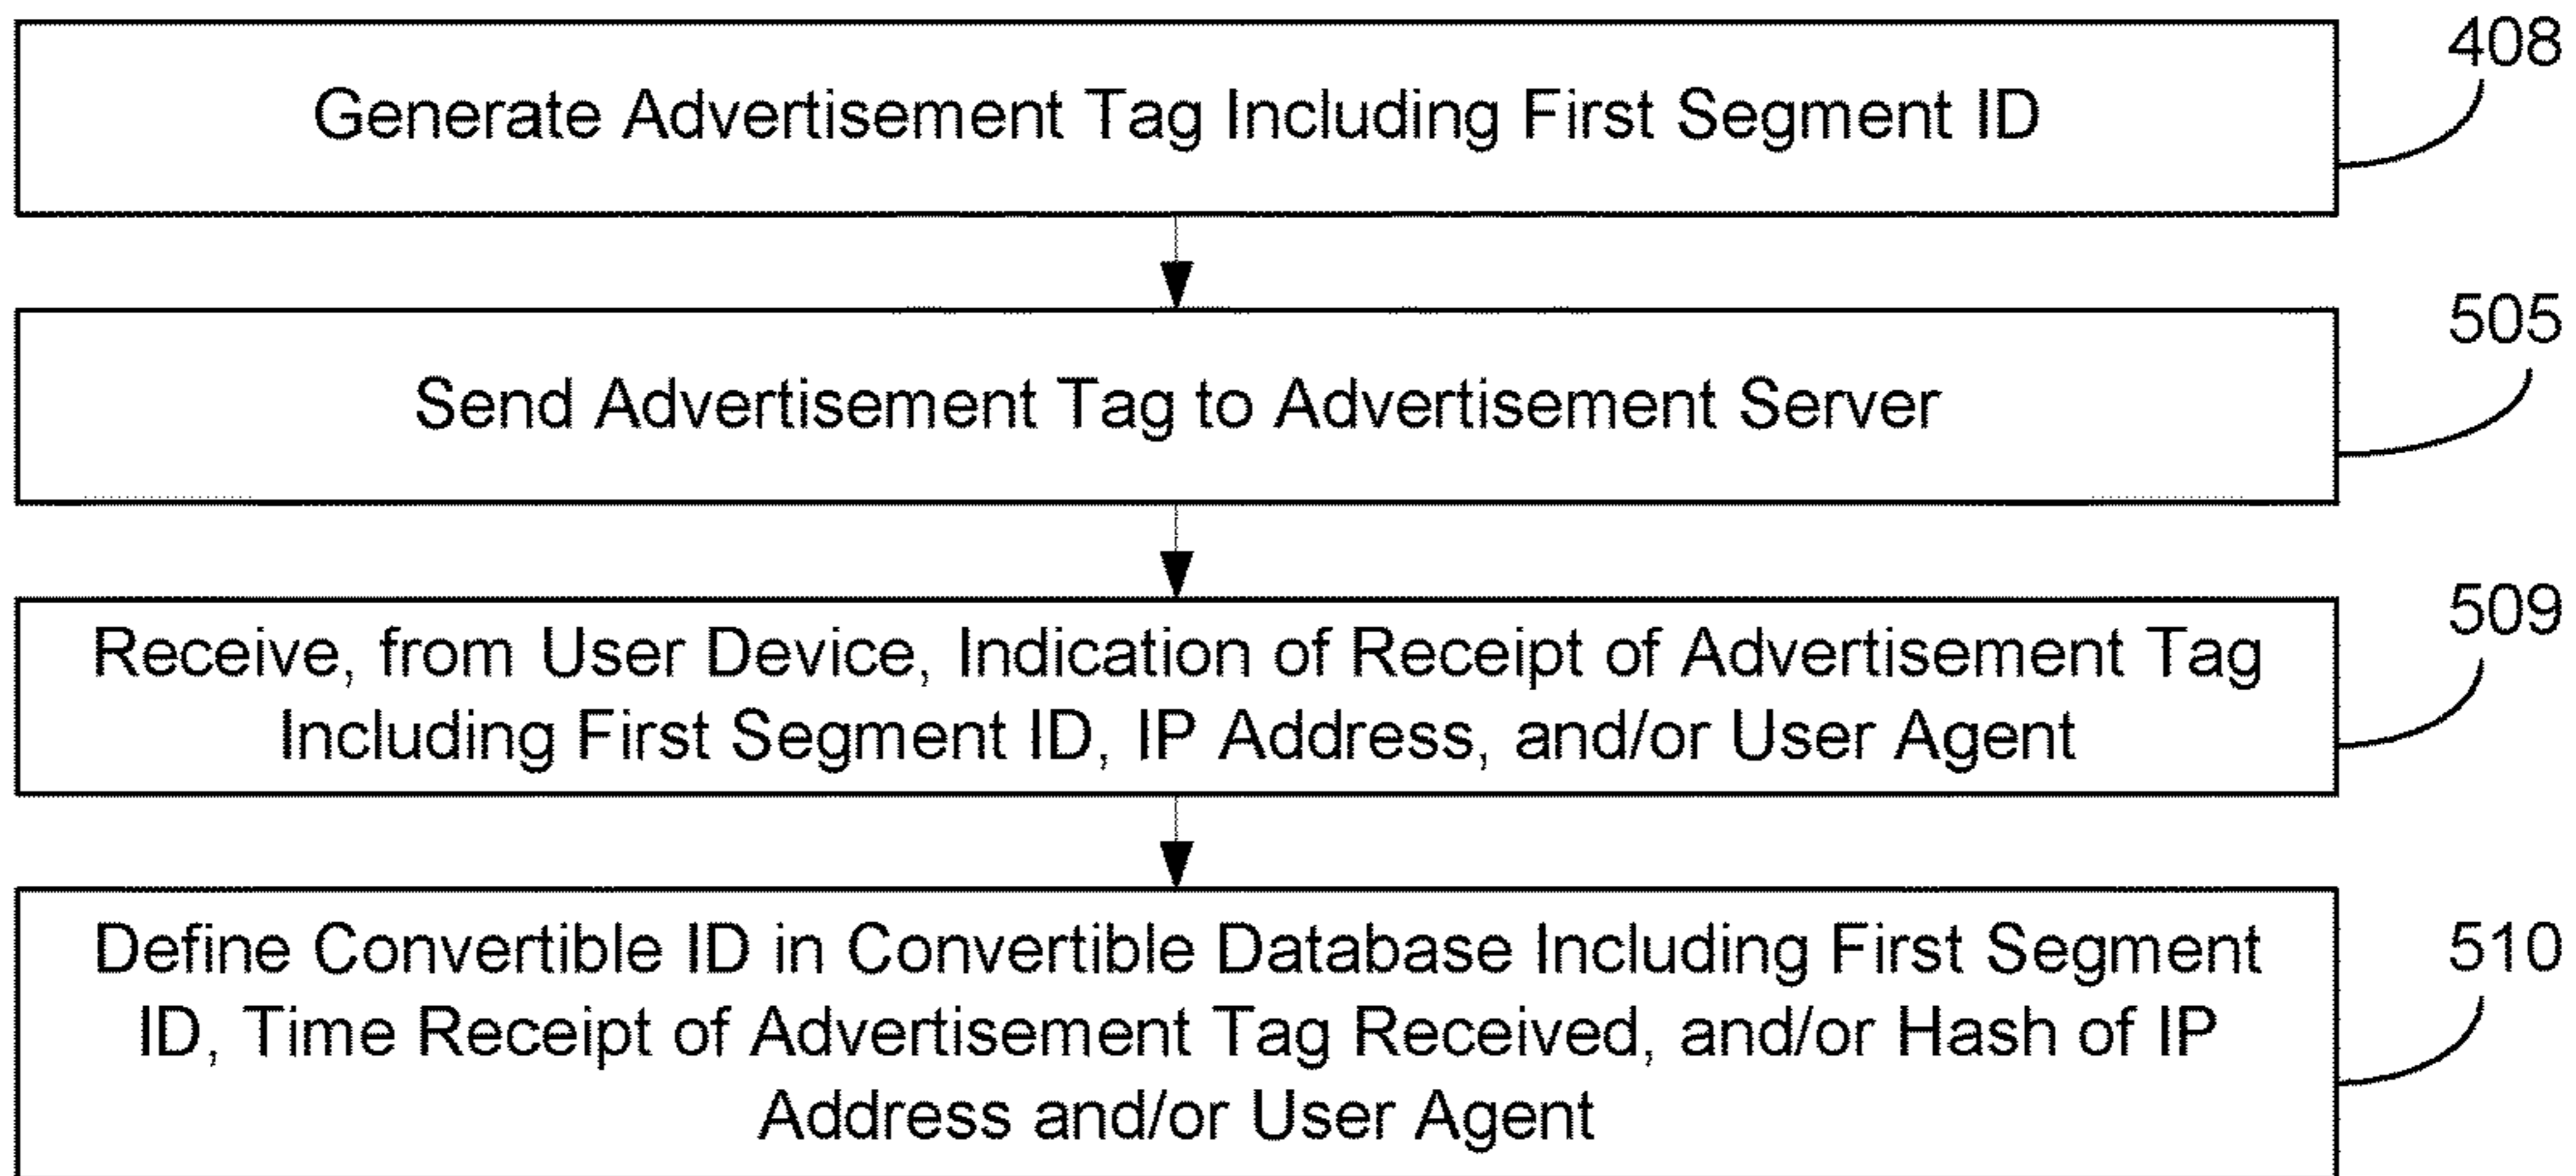 408
Generate Advertisement Tag Including First Segment ID
505
Send Advertisement Tag to Advertisement Server
509
Receive, from User Device, Indication of Receipt of Advertisement Tag
Including First Segment ID, IP Address, and/or User Agent
510
Define Convertible ID in Convertible Database Including First Segment
ID, Time Receipt of Advertisement Tag Received, and/or Hash of IP
Address and/or User Agent